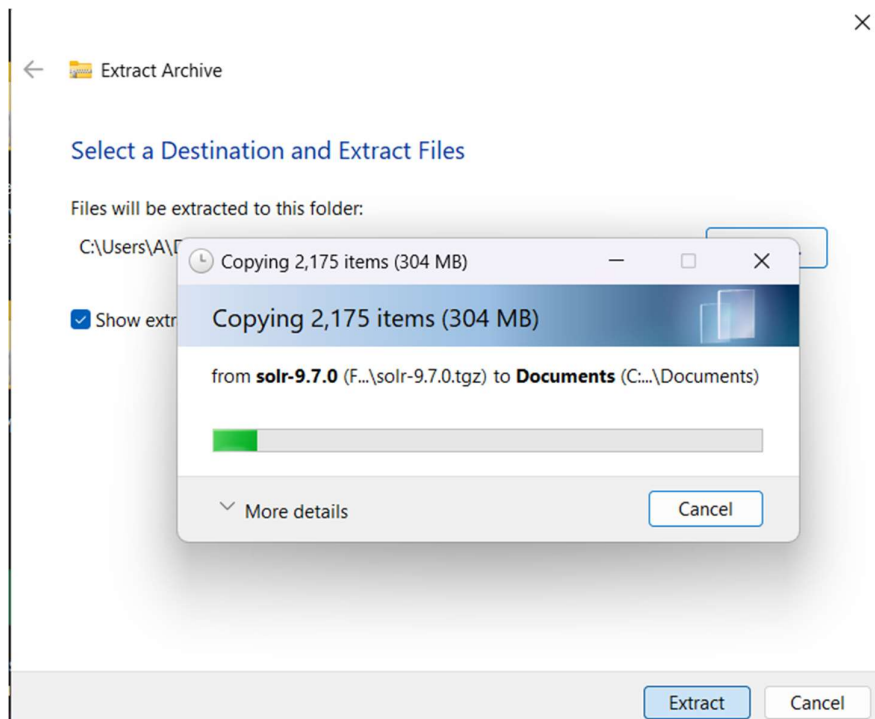 Extract Archive
Select a Destination and Extract Files
Files will be extracted to this folder:
C:\Users\A\
Copying 2,175 items (304 MB)
Show extr
Copying 2,175 items (304 MB)
from solr-9.7.0 (F...\solr-9.7.0.tgz) to Documents (C:...\Documents)
More details
Cancel
Extract
Cancel